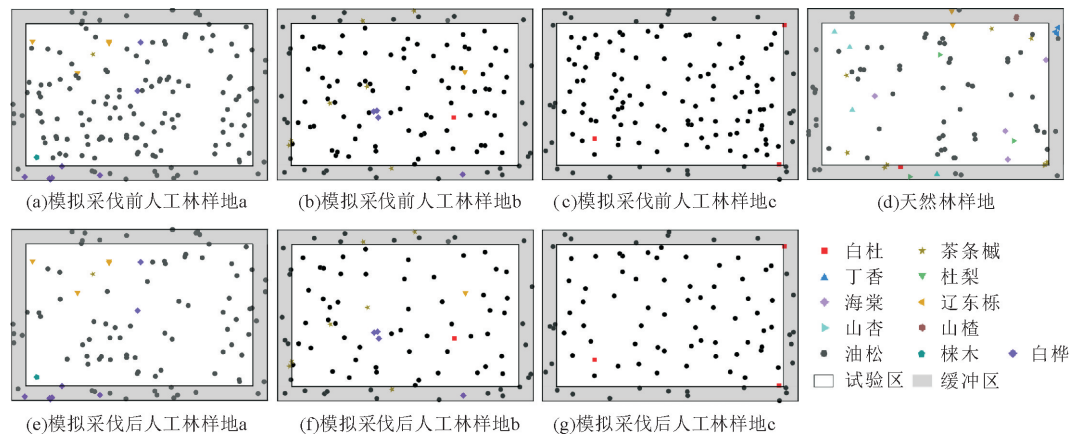 (a)模拟采伐前人工林样地a
(b)模拟采伐前人工林样地b
(c)模拟采伐前人工林样地c
(d)天然林样地
白杜
茶条槭
丁香
杜梨
海棠
辽东栎
山杏
山楂
油松
梾木
白桦
试验区
缓冲区
(e)模拟采伐后人工林样地a
(f)模拟采伐后人工林样地b
(g)模拟采伐后人工林样地c